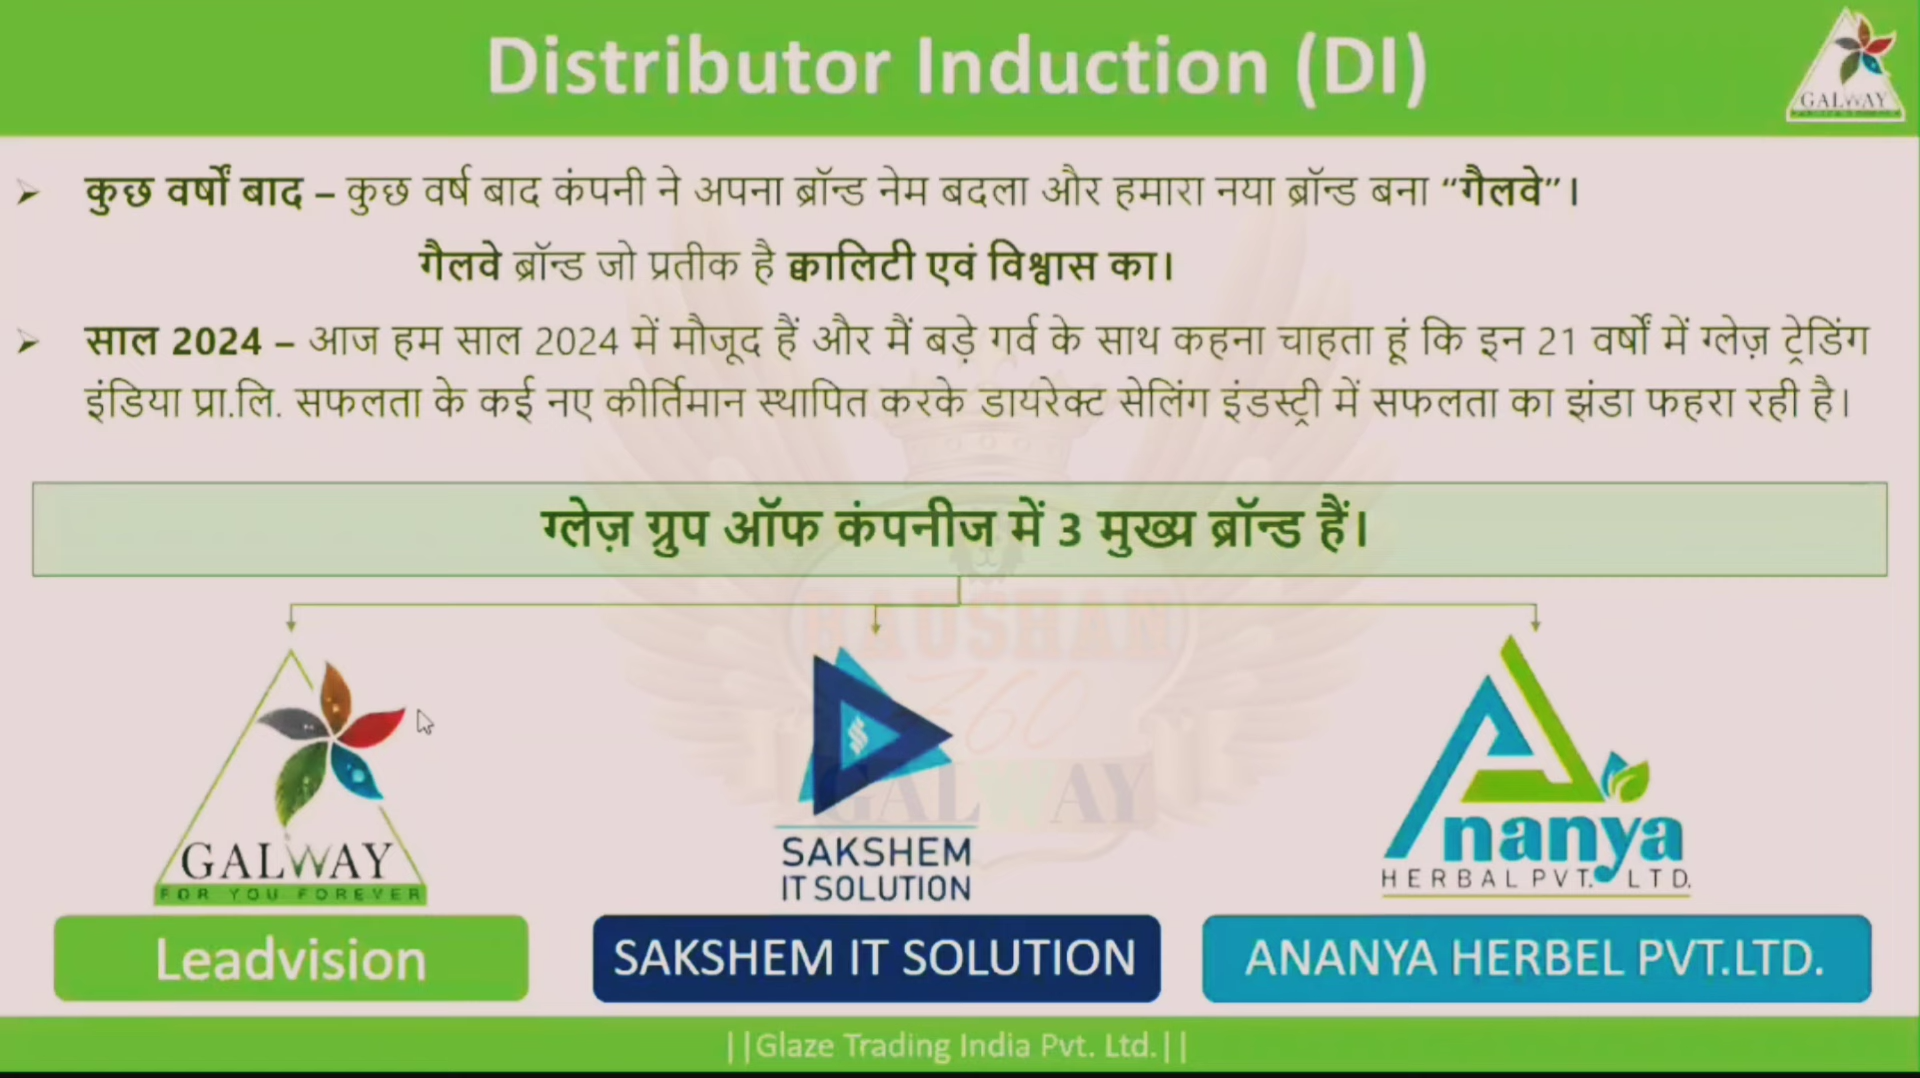 Distributor Induction (DI)
GALWAY
कुछ वर्षों बाद – कुछ वर्ष बाद कंपनी ने अपना ब्रॉन्ड नेम बदला और हमारा नया ब्रॉन्ड बना “गैलवे”।
गैलवे ब्रॉन्ड जो प्रतीक है क्वालिटी एवं विश्वास का।
साल 2024 – आज हम साल 2024 में मौजूद हैं और मैं बड़े गर्व के साथ कहना चाहता हूं कि इन 21 वर्षों में ग्लेज़ ट्रेडिंग
इंडिया प्रा.लि. सफलता के कई नए कीर्तिमान स्थापित करके डायरेक्ट सेलिंग इंडस्ट्री में सफलता का झंडा फहरा रही है।
ग्लेज़ ग्रुप ऑफ कंपनीज में 3 मुख्य ब्रॉन्ड हैं।
RAUSHAN
360
GALWAY
GALWAY
FOR YOU FOREVER
SAKSHEM
IT SOLUTION
Ananya
HERBAL PVT. LTD.
Leadvision
SAKSHEM IT SOLUTION
ANANYA HERBEL PVT.LTD.
||Glaze Trading India Pvt. Ltd.||